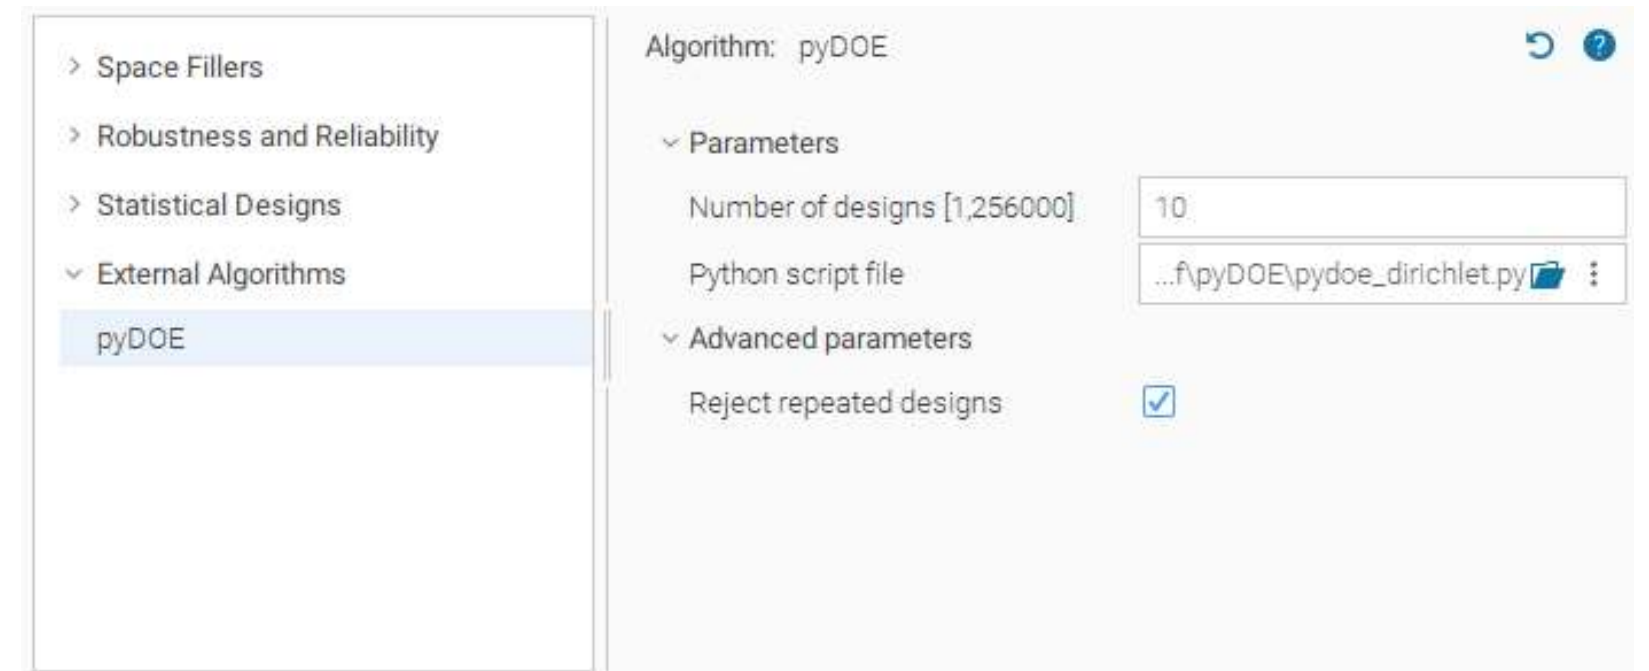 Space Fillers
Robustness and Reliability
Statistical Designs
External Algorithms
pyDOE
Algorithm: pyDOE
Parameters
Number of designs [1,256000] 10
Python script file ...f\pyDOE\pydoe_dirichlet.py
Advanced parameters
Reject repeated designs